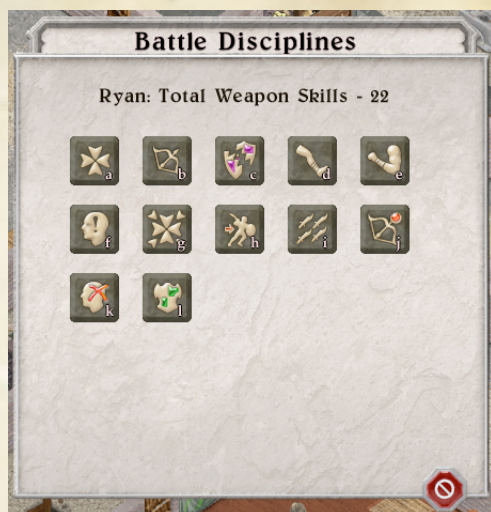 Battle Disciplines
Ryan: Total Weapon Skills - 22
a b c d e
f g h i j
k l